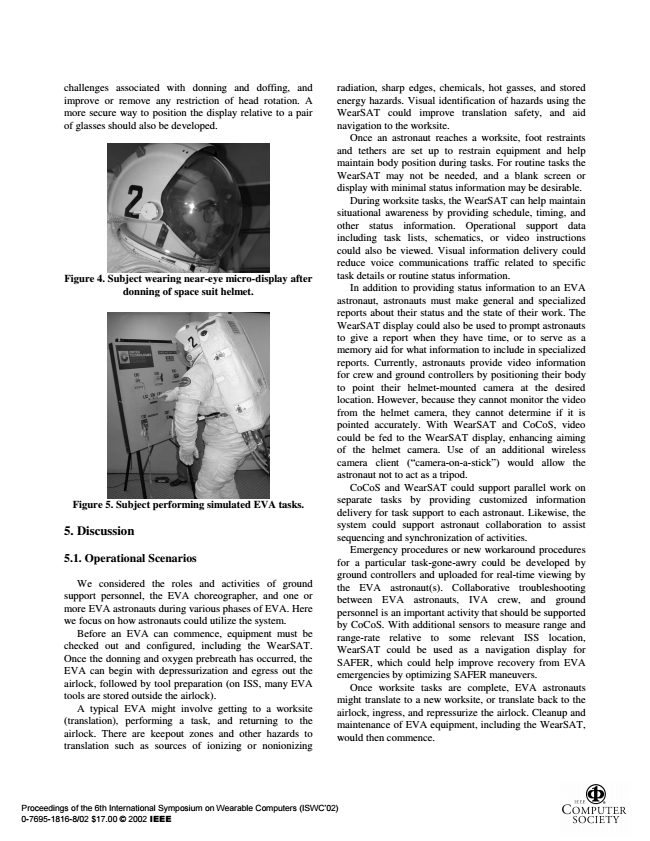 challenges associated with donning and doffing, and
improve or remove any restriction of head rotation. A
more secure way to position the display relative to a pair
of glasses should also be developed.
2
Figure 4. Subject wearing near-eye micro-display after
donning of space suit helmet.
2
Figure 5. Subject performing simulated EVA tasks.
5. Discussion
5.1. Operational Scenarios
We considered the roles and activities of ground
support personnel, the EVA choreographer, and one or
more EVA astronauts during various phases of EVA. Here
we focus on how astronauts could utilize the system.
Before an EVA can commence, equipment must be
checked out and configured, including the WearSAT.
Once the donning and oxygen prebreath has occurred, the
EVA can begin with depressurization and egress out the
airlock, followed by tool preparation (on ISS, many EVA
tools are stored outside the airlock).
A typical EVA might involve getting to a worksite
(translation), performing a task, and returning to the
airlock. There are keepout zones and other hazards to
translation such as sources of ionizing or nonionizing
radiation, sharp edges, chemicals, hot gasses, and stored
energy hazards. Visual identification of hazards using the
WearSAT could improve translation safety, and aid
navigation to the worksite.
Once an astronaut reaches a worksite, foot restraints
and tethers are set up to restrain equipment and help
maintain body position during tasks. For routine tasks the
WearSAT may not be needed, and a blank screen or
display with minimal status information may be desirable.
During worksite tasks, the WearSAT can help maintain
situational awareness by providing schedule, timing, and
other status information. Operational support data
including task lists, schematics, or video instructions
could also be viewed. Visual information delivery could
reduce voice communications traffic related to specific
task details or routine status information.
In addition to providing status information to an EVA
astronaut, astronauts must make general and specialized
reports about their status and the state of their work. The
WearSAT display could also be used to prompt astronauts
to give a report when they have time, or to serve as a
memory aid for what information to include in specialized
reports. Currently, astronauts provide video information
for crew and ground controllers by positioning their body
to point their helmet-mounted camera at the desired
location. However, because they cannot monitor the video
from the helmet camera, they cannot determine if it is
pointed accurately. With WearSAT and CoCoS, video
could be fed to the WearSAT display, enhancing aiming
of the helmet camera. Use of an additional wireless
camera client (“camera-on-a-stick”) would allow the
astronaut not to act as a tripod.
CoCoS and WearSAT could support parallel work on
separate tasks by providing customized information
delivery for task support to each astronaut. Likewise, the
system could support astronaut collaboration to assist
sequencing and synchronization of activities.
Emergency procedures or new workaround procedures
for a particular task-gone-awry could be developed by
ground controllers and uploaded for real-time viewing by
the EVA astronaut(s). Collaborative troubleshooting
between EVA astronauts, IVA crew, and ground
personnel is an important activity that should be supported
by CoCoS. With additional sensors to measure range and
range-rate relative to some relevant ISS location,
WearSAT could be used as a navigation display for
SAFER, which could help improve recovery from EVA
emergencies by optimizing SAFER maneuvers.
Once worksite tasks are complete, EVA astronauts
might translate to a new worksite, or translate back to the
airlock, ingress, and repressurize the airlock. Cleanup and
maintenance of EVA equipment, including the WearSAT,
would then commence.
Proceedings of the 6th International Symposium on Wearable Computers (ISWC’02)
0-7695-1816-8/02 $17.00 © 2002 IEEE
IEEE
COMPUTER
SOCIETY